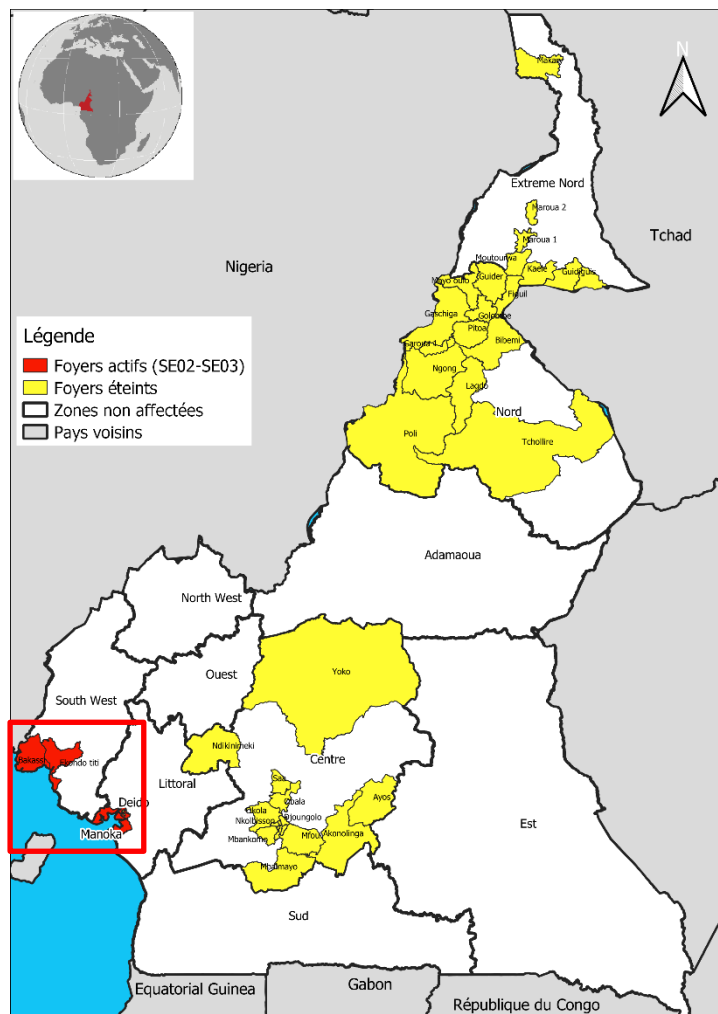 N
Makary
Extreme Nord
Maroua 2
Tchad
Maroua 1
Moutourwa
Nigeria
Kaele
Guidiguis
Guider
Mayo oulo
Figuil
Gaschiga
Golombe
Pitoa
Bibemi
Garoua 1
Ngong
Lagdo
Nord
Poli
Tchollire
Légende
Foyers actifs (SE02-SE03)
Foyers éteints
Zones non affectées
Pays voisins
Adamaoua
North West
Ouest
Yoko
South West
Ndikinimeki
Bakassi
Ekondo titi
Centre
Littoral
Saa
Ayos
Obala
Deido
Okola
Djoungolo
Nkolbisson
Manoka
Akonolinga
Mfou
Mbankomo
Est
Mbalmayo
Sud
Equatorial Guinea
Gabon
République du Congo